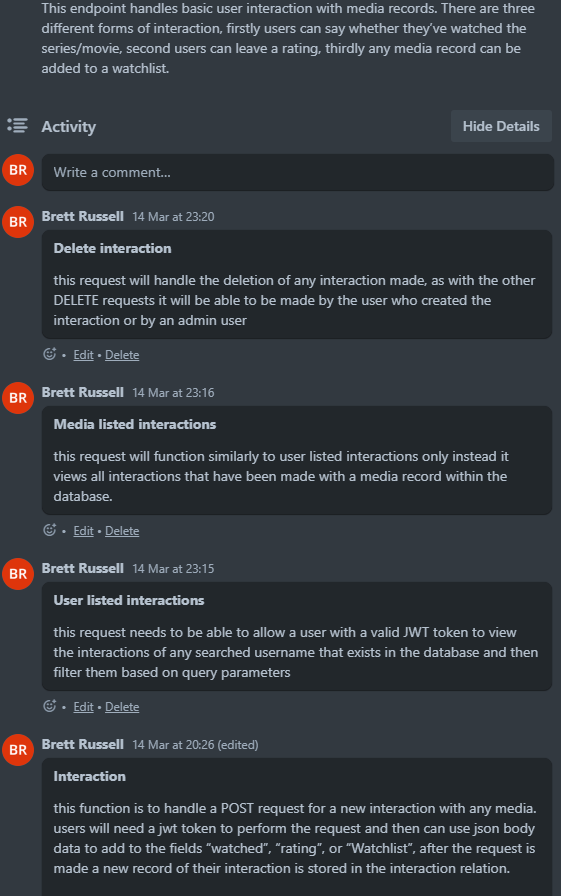 This endpoint handles basic user interaction with media records. There are three
different forms of interaction, firstly users can say whether they've watched the
series/movie, second users can leave a rating, thirdly any media record can be
added to a watchlist.
Activity
Hide Details
BR
Write a comment...
BR
Brett Russell 14 Mar at 23:20
Delete interaction
this request will handle the deletion of any interaction made, as with the other
DELETE requests it will be able to be made by the user who created the
interaction or by an admin user
• Edit • Delete
BR
Brett Russell 14 Mar at 23:16
Media listed interactions
this request will function similarly to user listed interactions only instead it
views all interactions that have been made with a media record within the
database.
• Edit • Delete
BR
Brett Russell 14 Mar at 23:15
User listed interactions
this request needs to be able to allow a user with a valid JWT token to view
the interactions of any searched username that exists in the database and then
filter them based on query parameters
• Edit • Delete
BR
Brett Russell 14 Mar at 20:26 (edited)
Interaction
this function is to handle a POST request for a new interaction with any media.
users will need a jwt token to perform the request and then can use json body
data to add to the fields “watched”, “rating”, or “Watchlist”, after the request is
made a new record of their interaction is stored in the interaction relation.